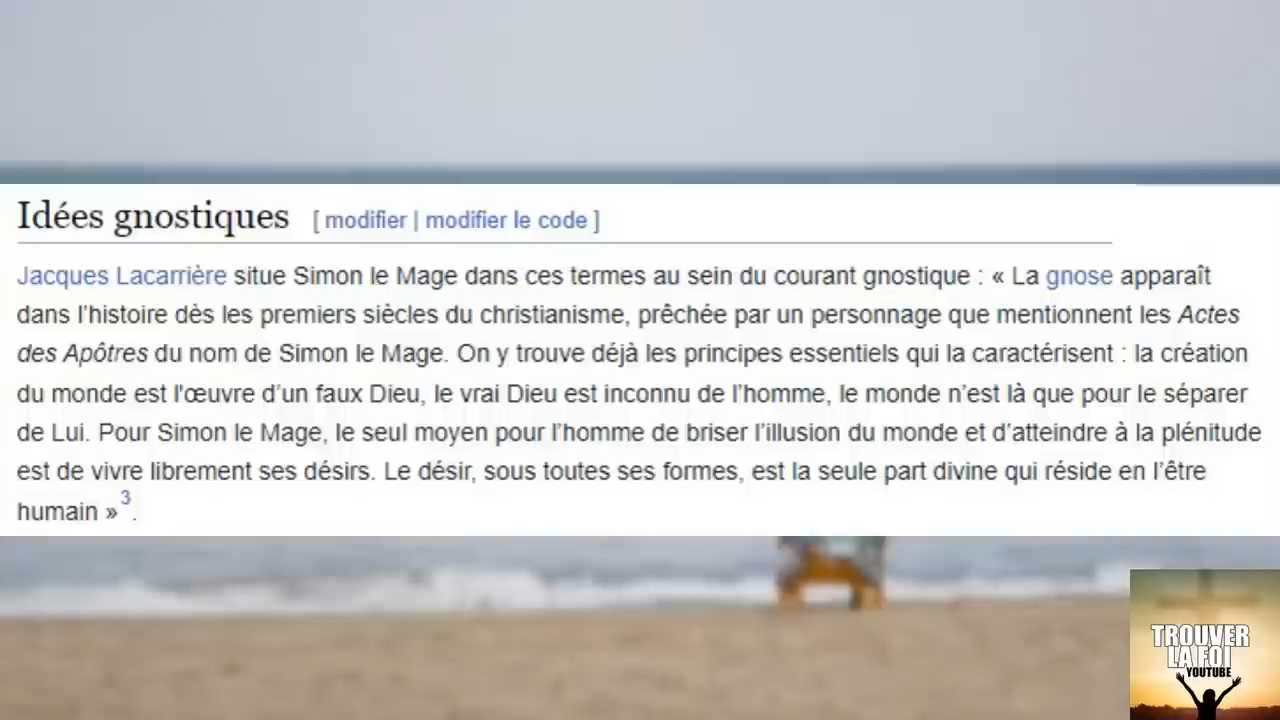 Idées gnostiques [ modifier | modifier le code ]
Jacques Lacarrière situe Simon le Mage dans ces termes au sein du courant gnostique : « La gnose apparaît
dans l'histoire dès les premiers siècles du christianisme, prêchée par un personnage que mentionnent les Actes
des Apôtres du nom de Simon le Mage. On y trouve déjà les principes essentiels qui la caractérisent : la création
du monde est l'œuvre d'un faux Dieu, le vrai Dieu est inconnu de l'homme, le monde n'est là que pour le séparer
de Lui. Pour Simon le Mage, le seul moyen pour l'homme de briser l'illusion du monde et d'atteindre à la plénitude
est de vivre librement ses désirs. Le désir, sous toutes ses formes, est la seule part divine qui réside en l'être
humain »3.
TROUVER
LA FOI
YOUTUBE